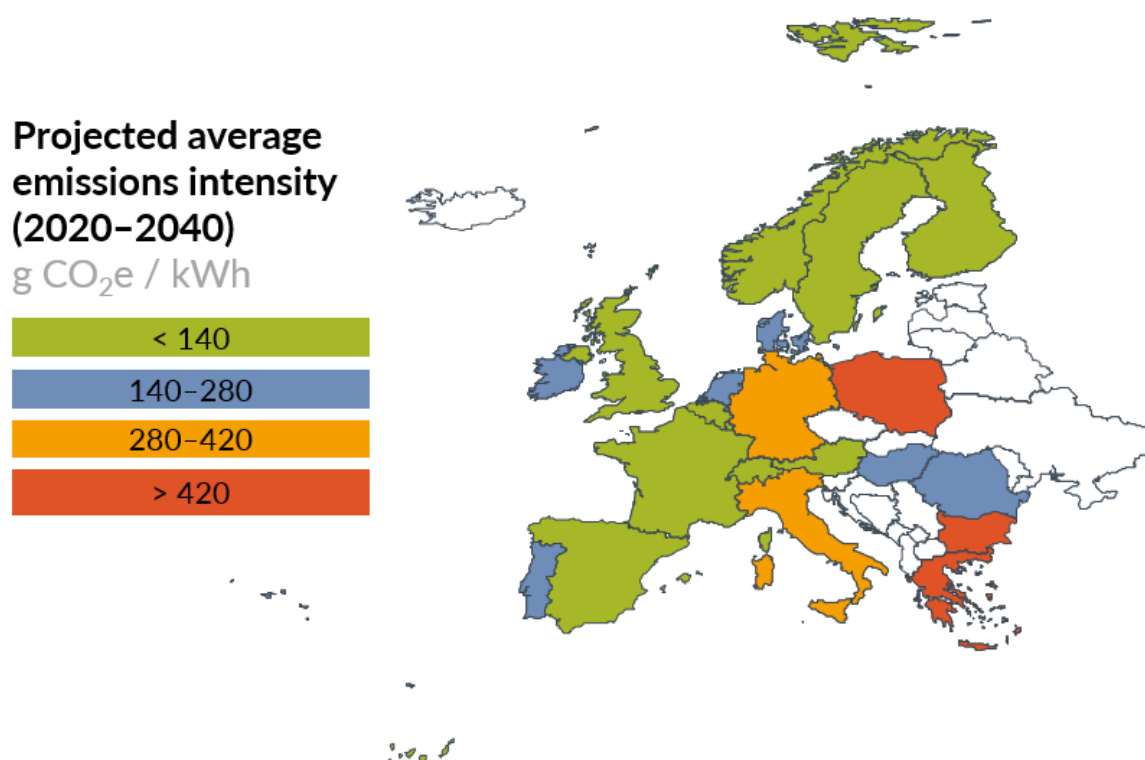 Projected average
emissions intensity
(2020–2040)
g CO₂e / kWh
< 140
140–280
280–420
> 420